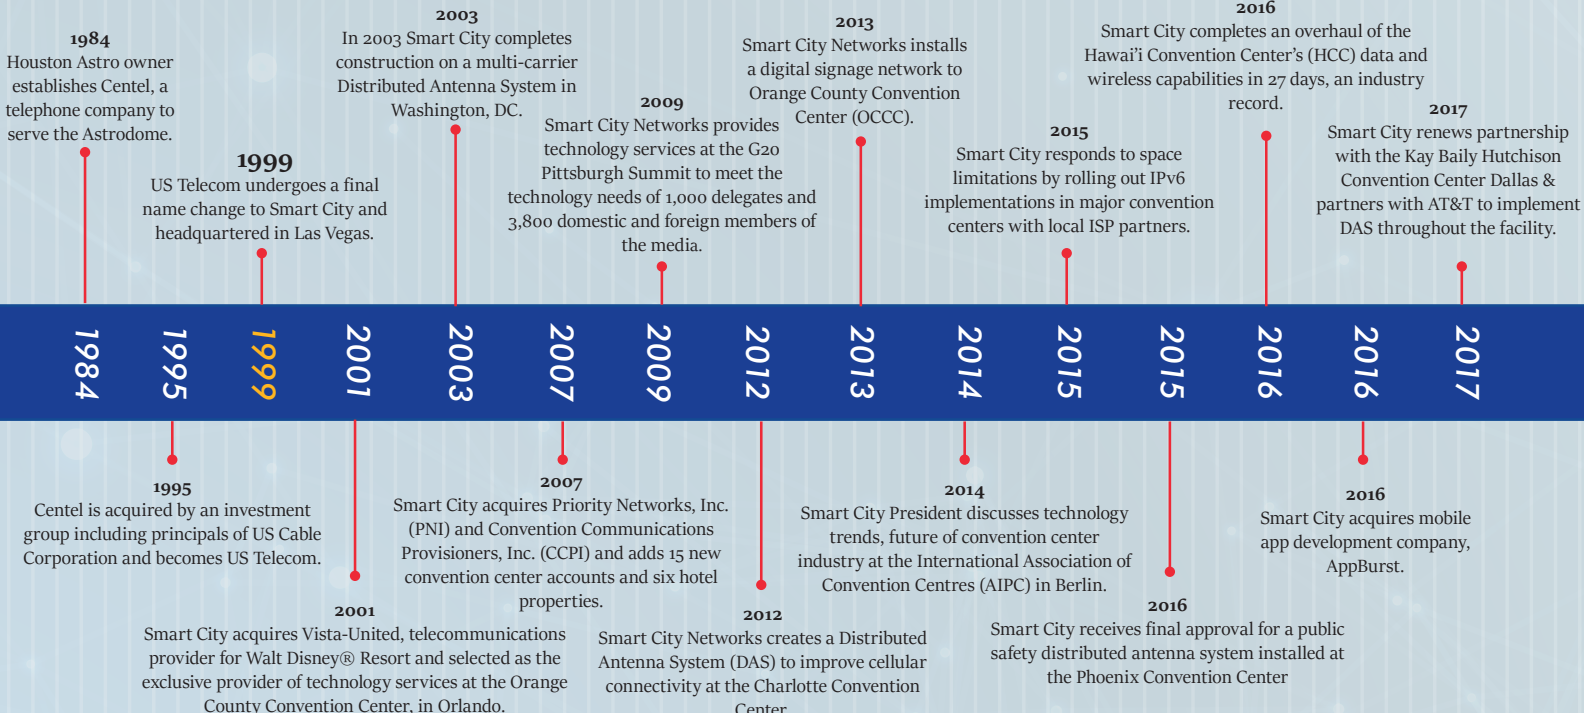 1984
Houston Astro owner
establishes Centel, a
telephone company to
serve the Astrodome.
1999
US Telecom undergoes a final
name change to Smart City and
headquartered in Las Vegas.
2003
In 2003 Smart City completes
construction on a multi-carrier
Distributed Antenna System in
Washington, DC.
2009
Smart City Networks provides
technology services at the G20
Pittsburgh Summit to meet the
technology needs of 1,000 delegates and
3,800 domestic and foreign members of
the media.
2013
Smart City Networks installs
a digital signage network to
Orange County Convention
Center (OCCC).
2015
Smart City responds to space
limitations by rolling out IPv6
implementations in major convention
centers with local ISP partners.
2016
Smart City completes an overhaul of the
Hawai'i Convention Center's (HCC) data and
wireless capabilities in 27 days, an industry
record.
2017
Smart City renews partnership
with the Kay Baily Hutchison
Convention Center Dallas &
partners with AT&T to implement
DAS throughout the facility.
1984
1995
1999
2001
2003
2007
2009
2012
2013
2014
2015
2015
2016
2016
2017
1995
Centel is acquired by an investment
group including principals of US Cable
Corporation and becomes US Telecom.
2001
Smart City acquires Vista-United, telecommunications
provider for Walt Disney® Resort and selected as the
exclusive provider of technology services at the Orange
County Convention Center, in Orlando.
2007
Smart City acquires Priority Networks, Inc.
(PNI) and Convention Communications
Provisioners, Inc. (CCPI) and adds 15 new
convention center accounts and six hotel
properties.
2012
Smart City Networks creates a Distributed
Antenna System (DAS) to improve cellular
connectivity at the Charlotte Convention
Center.
2014
Smart City President discusses technology
trends, future of convention center
industry at the International Association of
Convention Centres (AIPC) in Berlin.
2016
Smart City receives final approval for a public
safety distributed antenna system installed at
the Phoenix Convention Center
2016
Smart City acquires mobile
app development company,
AppBurst.